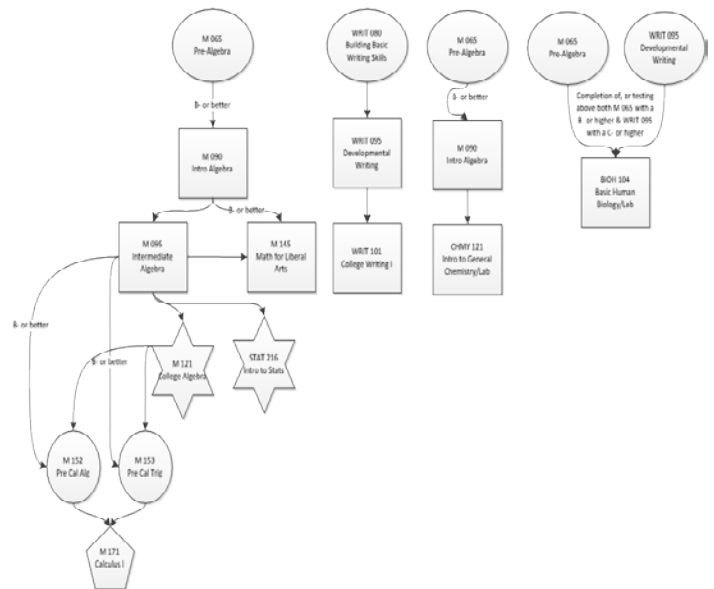 M 065
Pre-Algebra
B- or better
M 090
Intro Algebra
B- or better
M 095
Intermediate
Algebra
M 145
Math for Liberal
Arts
B- or better
B- or better
M 121
College Algebra
STAT 216
Intro to Stats
M 152
Pre Cal Alg
M 153
Pre Cal Trig
M 171
Calculus I
WRIT 080
Building Basic
Writing Skills
WRIT 095
Developmental
Writing
WRIT 101
College Writing I
M 065
Pre-Algebra
B- or better
M 090
Intro Algebra
CHMY 121
Intro to General
Chemistry/Lab
M 065
Pre-Algebra
WRIT 095
Developmental
Writing
Completion of, or testing
above both M 065 with a
B- or higher & WRIT 095
with a C- or higher
BIOH 104
Basic Human
Biology/Lab